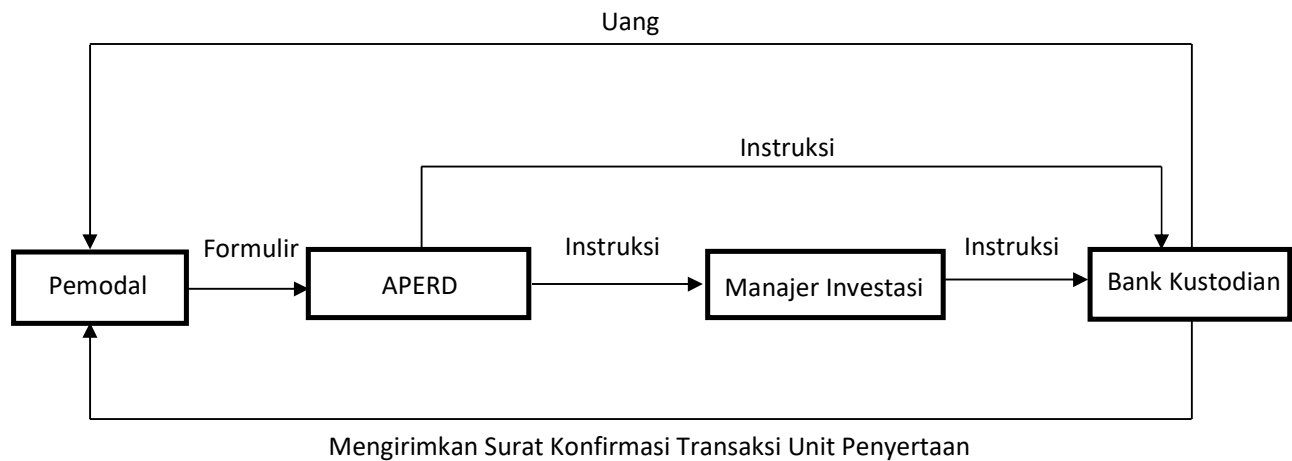 Uang
Instruksi
Formulir
Instruksi
Instruksi
Pemodal
APERD
Manajer Investasi
Bank Kustodian
Mengirimkan Surat Konfirmasi Transaksi Unit Penyertaan